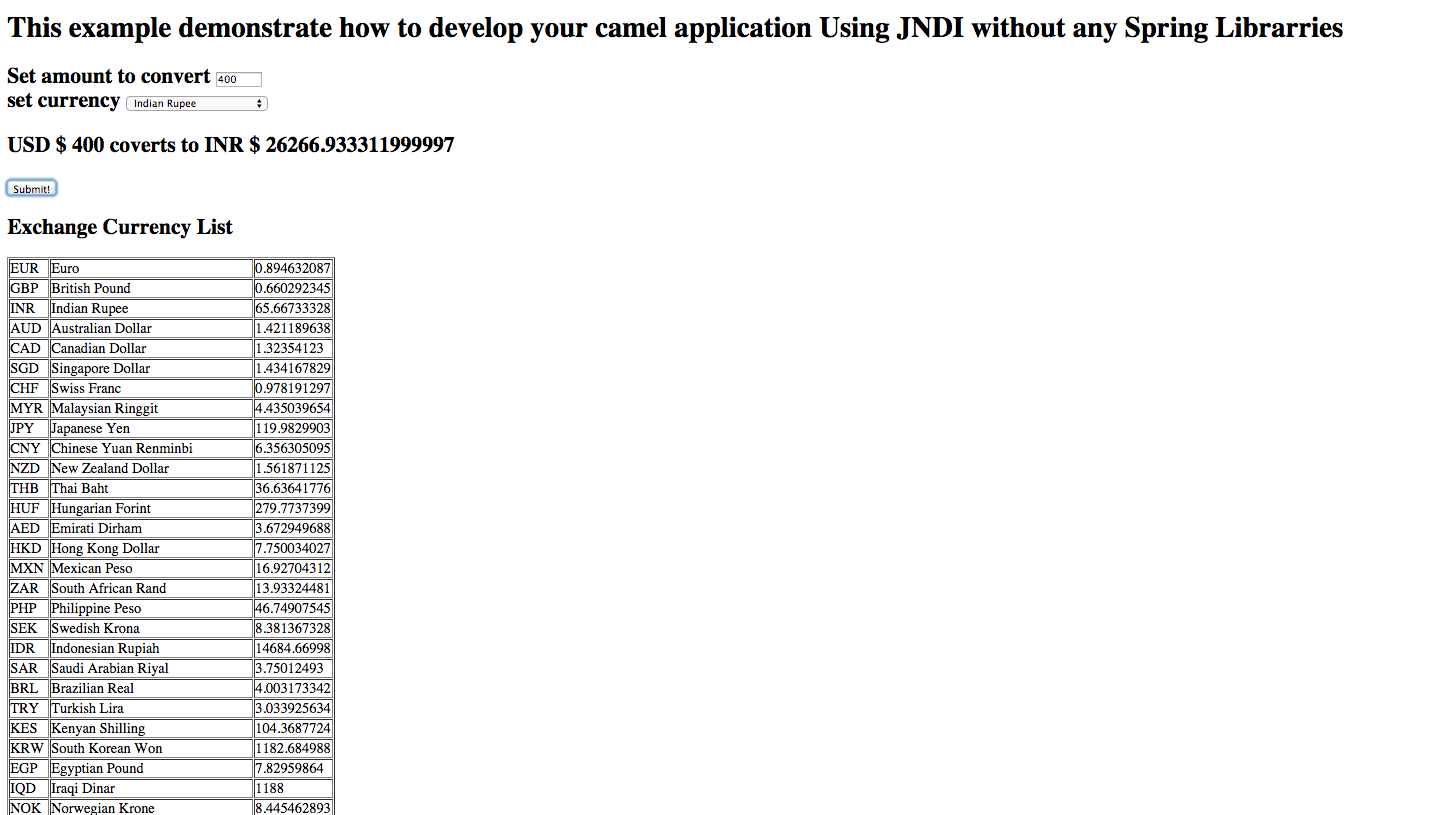 This example demonstrate how to develop your camel application Using JNDI without any Spring Librarries
Set amount to convert 400
set currency Indian Rupee
USD $ 400 coverts to INR $ 26266.933311999997
Submit!
Exchange Currency List
EUR Euro 0.894632087
GBP British Pound 0.660292345
INR Indian Rupee 65.66733328
AUD Australian Dollar 1.421189638
CAD Canadian Dollar 1.32354123
SGD Singapore Dollar 1.434167829
CHF Swiss Franc 0.978191297
MYR Malaysian Ringgit 4.435039654
JPY Japanese Yen 119.9829903
CNY Chinese Yuan Renminbi 6.356305095
NZD New Zealand Dollar 1.561871125
THB Thai Baht 36.63641776
HUF Hungarian Forint 279.7737399
AED Emirati Dirham 3.672949688
HKD Hong Kong Dollar 7.750034027
MXN Mexican Peso 16.92704312
ZAR South African Rand 13.93324481
PHP Philippine Peso 46.74907545
SEK Swedish Krona 8.381367328
IDR Indonesian Rupiah 14684.66998
SAR Saudi Arabian Riyal 3.75012493
BRL Brazilian Real 4.003173342
TRY Turkish Lira 3.033925634
KES Kenyan Shilling 104.3687724
KRW South Korean Won 1182.684988
EGP Egyptian Pound 7.82959864
IQD Iraqi Dinar 1188
NOK Norwegian Krone 8.445462893